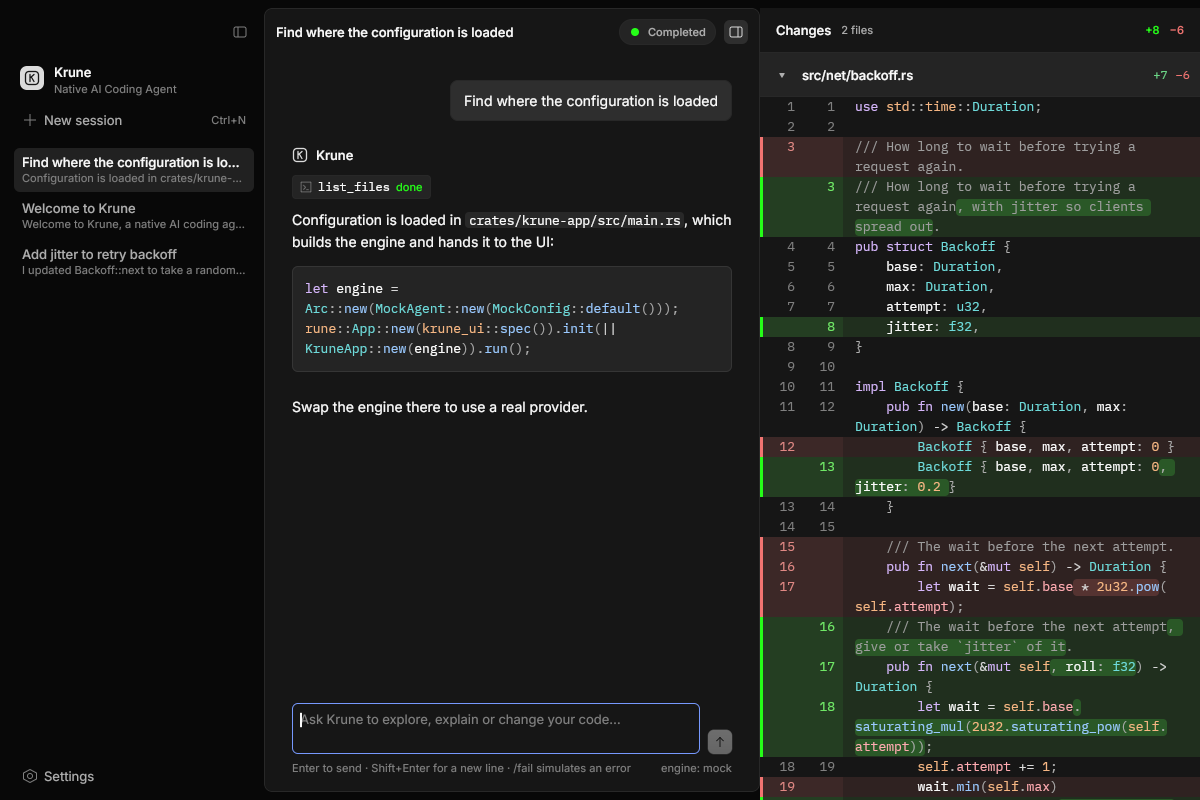 Krune
Native AI Coding Agent
New session Ctrl+N
Find where the configuration is lo...
Configuration is loaded in crates/krune-...
Welcome to Krune
Welcome to Krune, a native AI coding ag...
Add jitter to retry backoff
I updated Backoff::next to take a random...
Settings
Find where the configuration is loaded
Completed
Find where the configuration is loaded
Krune
list_files done
Configuration is loaded in crates/krune-app/src/main.rs, which
builds the engine and hands it to the UI:
let engine =
Arc::new(MockAgent::new(MockConfig::default()));
rune::App::new(krune_ui::spec()).init(||
KruneApp::new(engine)).run();
Swap the engine there to use a real provider.
Ask Krune to explore, explain or change your code...
Enter to send · Shift+Enter for a new line · /fail simulates an error engine: mock
Changes 2 files +8 −6
src/net/backoff.rs +7 −6
1 1 use std::time::Duration;
2 2
3 /// How long to wait before trying a
request again.
3 /// How long to wait before trying a
request again, with jitter so clients
spread out.
4 4 pub struct Backoff {
5 5 base: Duration,
6 6 max: Duration,
7 7 attempt: u32,
8 jitter: f32,
8 9 }
9 10
10 11 impl Backoff {
11 12 pub fn new(base: Duration, max:
Duration) -> Backoff {
12 Backoff { base, max, attempt: 0 }
13 Backoff { base, max, attempt: 0,
jitter: 0.2 }
13 14 }
14 15
15 /// The wait before the next attempt.
16 pub fn next(&mut self) -> Duration {
17 let wait = self.base * 2u32.pow(
self.attempt);
16 /// The wait before the next attempt,
give or take `jitter` of it.
17 pub fn next(&mut self, roll: f32) ->
Duration {
18 let wait = self.base.
saturating_mul(2u32.saturating_pow(self.
attempt));
18 19 self.attempt += 1;
19 wait.min(self.max)